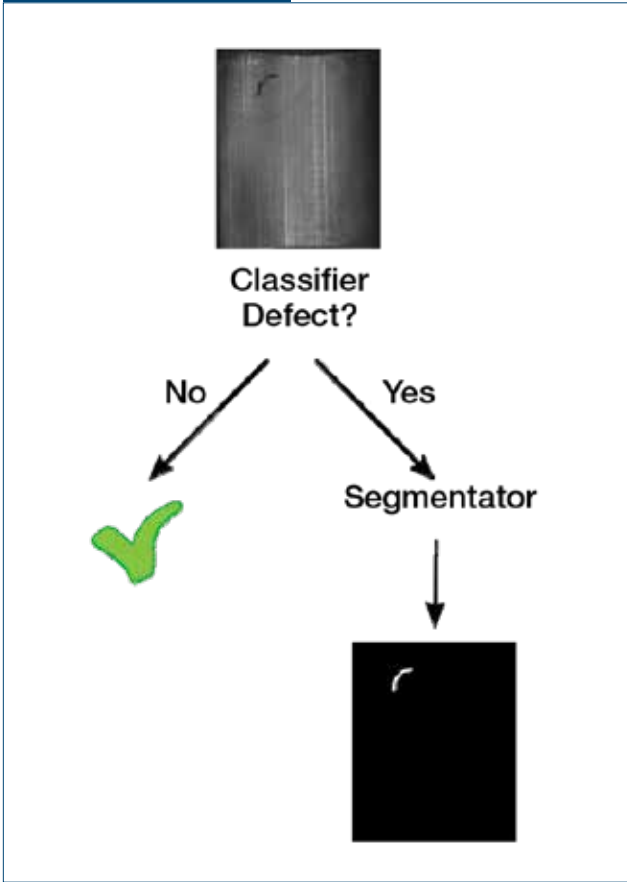 Classifier
Defect?
No
Yes
Segmentator